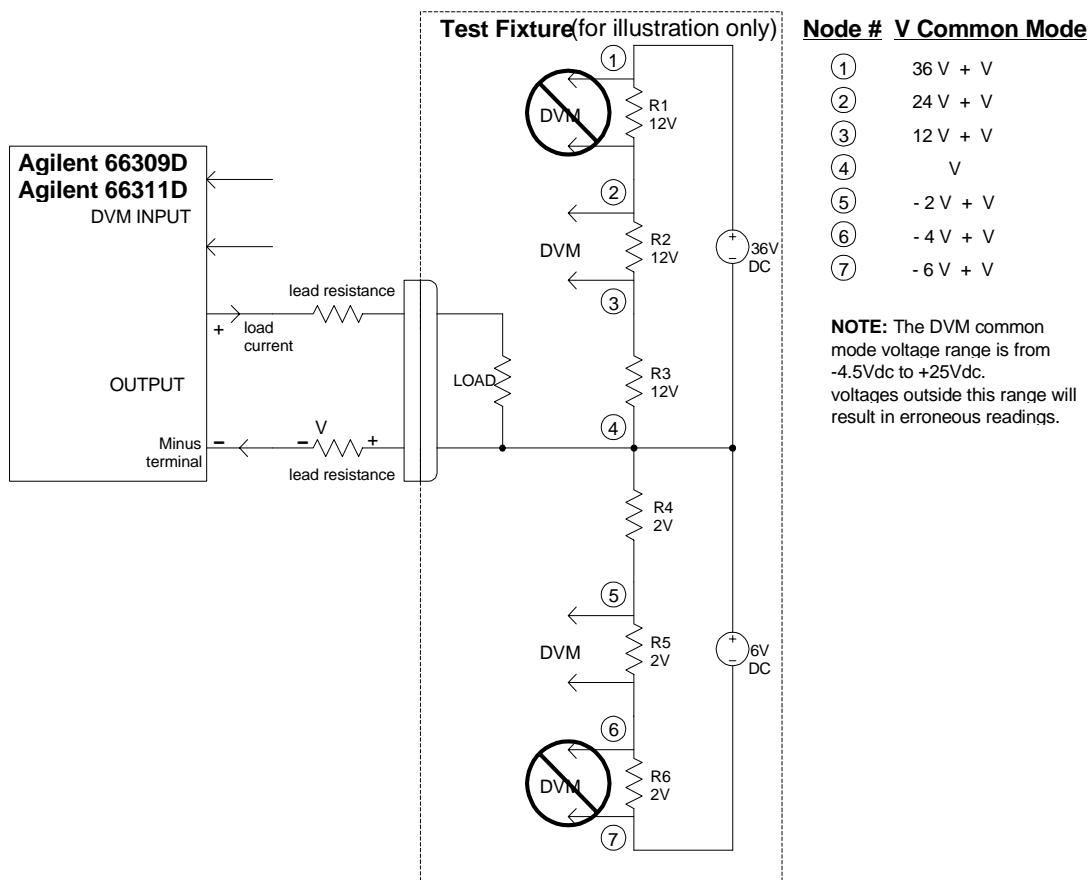 Test Fixture(for illustration only)
Node # V Common Mode
1 36 V + V
2 24 V + V
3 12 V + V
4 V
5 - 2 V + V
6 - 4 V + V
7 - 6 V + V
NOTE: The DVM common
mode voltage range is from
-4.5Vdc to +25Vdc.
voltages outside this range will
result in erroneous readings.
Agilent 66309D
Agilent 66311D
DVM INPUT
OUTPUT
Minus
terminal
lead resistance
+ load
current
V
- - +
lead resistance
LOAD
1
DVM
R1
12V
2
DVM
R2
12V
3
R3
12V
4
+
-
36V
DC
R4
2V
5
DVM
R5
2V
6
DVM
R6
2V
7
+
-
6V
DC